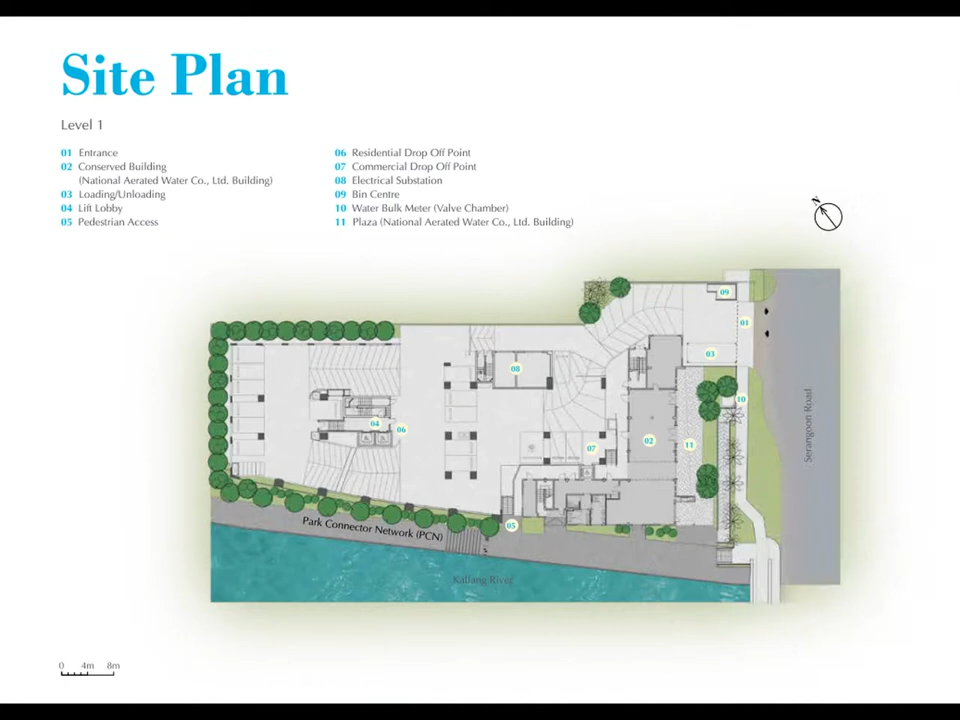 Site Plan
Level 1
01 Entrance
02 Conserved Building
(National Aerated Water Co., Ltd. Building)
03 Loading/Unloading
04 Lift Lobby
05 Pedestrian Access
06 Residential Drop Off Point
07 Commercial Drop Off Point
08 Electrical Substation
09 Bin Centre
10 Water Bulk Meter (Valve Chamber)
11 Plaza (National Aerated Water Co., Ltd. Building)
N
09
01
03
08
10
04
06
02
11
07
05
Serangoon Road
Park Connector Network (PCN)
Kallang River
0 4m 8m